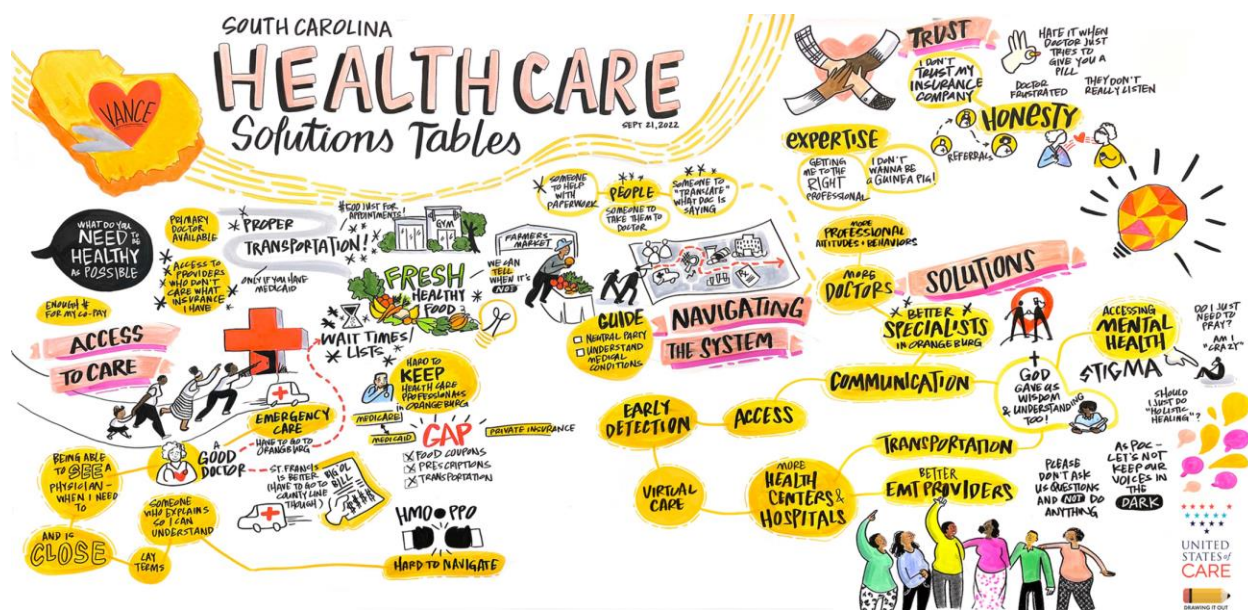 SOUTH CAROLINA
HEALTH CARE
Solutions Tables
SEPT 21, 2022
VANCE
WHAT DO YOU
NEED TO BE
HEALTHY
AS POSSIBLE
PRIMARY
DOCTOR
AVAILABLE
ACCESS TO
PROVIDERS
WHO DON'T
CARE WHAT
INSURANCE
I HAVE
ENOUGH $
FOR MY CO-PAY
ACCESS
TO CARE
PROPER
TRANSPORTATION!
ONLY IF YOU HAVE
MEDICAID
$600 JUST FOR
APPOINTMENTS!
GYM
FRESH
HEALTHY
FOOD
WE CAN
TELL
WHEN IT'S
NOT
FARMERS
MARKET
WAIT TIMES/
LISTS
HARD TO
KEEP
HEALTH CARE
PROFESSIONALS
in ORANGEBURG
MEDICARE
MEDICAID
GAP
PRIVATE INSURANCE
FOOD COUPONS
PRESCRIPTIONS
TRANSPORTATION
EMERGENCY
CARE
HAVE TO GO TO
ORANGEBURG
A
GOOD
DOCTOR
ST. FRANCIS
IS BETTER
(HAVE TO GO TO
COUNTY LINE
THOUGH)
BIG OL
BILL
$$$$
BEING ABLE
TO SEE A
PHYSICIAN -
WHEN I NEED
TO
AND IS
CLOSE
LAY
TERMS
SOMEONE
WHO EXPLAINS
SO I CAN
UNDERSTAND
HMO • PPO
HARD TO NAVIGATE
SOMEONE
TO HELP
WITH
PAPERWORK
PEOPLE
SOMEONE TO
TAKE THEM TO
DOCTOR
SOMEONE TO
"TRANSLATE"
WHAT DOC IS
SAYING
GUIDE
NEUTRAL PARTY
UNDERSTAND
MEDICAL
CONDITIONS
Rx
NAVIGATING
THE SYSTEM
TRUST
I DON'T
TRUST MY
INSURANCE
COMPANY
HATE IT WHEN
DOCTOR JUST
TRIES TO
GIVE YOU A
PILL
DOCTOR
FRUSTRATED
THEY DON'T
REALLY LISTEN
HONESTY
REFERRALS
EXPERTISE
GETTING
ME TO THE
RIGHT
PROFESSIONAL
I DON'T
WANNA BE
a GUINEA PIG!
MORE
PROFESSIONAL
ATTITUDES + BEHAVIORS
MORE
DOCTORS
SOLUTIONS
BETTER
SPECIALISTS
IN ORANGEBURG
COMMUNICATION
ACCESS
EARLY
DETECTION
VIRTUAL
CARE
MORE
HEALTH
CENTERS &
HOSPITALS
TRANSPORTATION
BETTER
EMT PROVIDERS
GOD
GAVE US
WISDOM
& UNDERSTANDING
TOO!
ACCESSING
MENTAL
HEALTH
STIGMA
DO I JUST
NEED TO
PRAY?
AM I
"CRAZY"
SHOULD
I JUST DO
"HOLISTIC
HEALING"?
PLEASE
DON'T ASK
US QUESTIONS
AND NOT DO
ANYTHING
AS POC -
LET'S NOT
KEEP OUR
VOICES IN
THE
DARK
UNITED
STATES of
CARE
DRAWING IT OUT